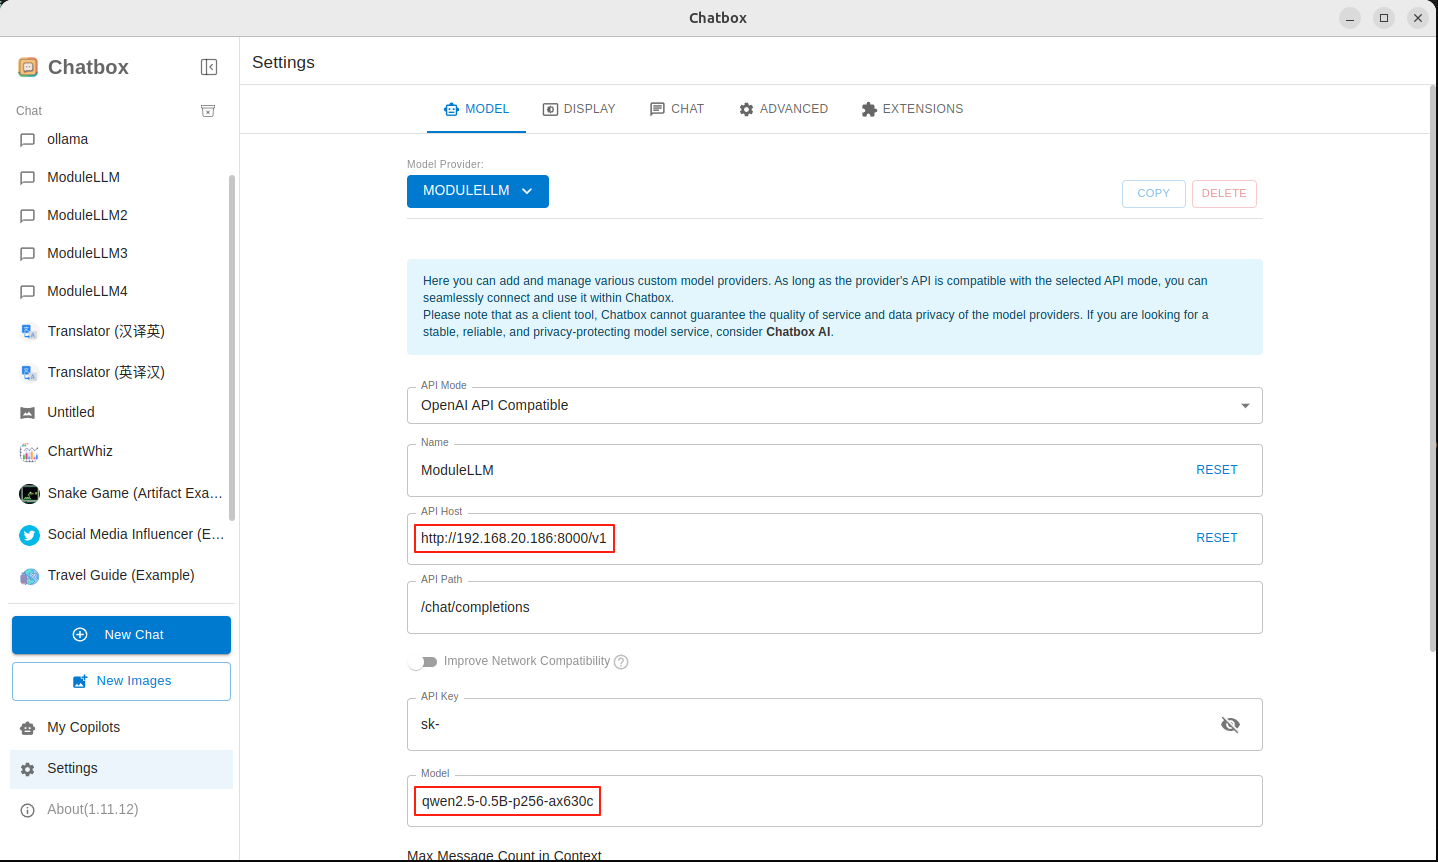 Chatbox
Chatbox
Chat
ollama
ModuleLLM
ModuleLLM2
ModuleLLM3
ModuleLLM4
Translator (汉译英)
Translator (英译汉)
Untitled
ChartWhiz
Snake Game (Artifact Exa…
Social Media Influencer (E…
Travel Guide (Example)
New Chat
New Images
My Copilots
Settings
About(1.11.12)
Settings
MODEL DISPLAY CHAT ADVANCED EXTENSIONS
Model Provider:
MODULELLM
COPY DELETE
Here you can add and manage various custom model providers. As long as the provider's API is compatible with the selected API mode, you can
seamlessly connect and use it within Chatbox.
Please note that as a client tool, Chatbox cannot guarantee the quality of service and data privacy of the model providers. If you are looking for a
stable, reliable, and privacy-protecting model service, consider Chatbox AI.
API Mode
OpenAI API Compatible
Name
ModuleLLM RESET
API Host
http://192.168.20.186:8000/v1 RESET
API Path
/chat/completions
Improve Network Compatibility
API Key
sk-
Model
qwen2.5-0.5B-p256-ax630c
Max Message Count in Context